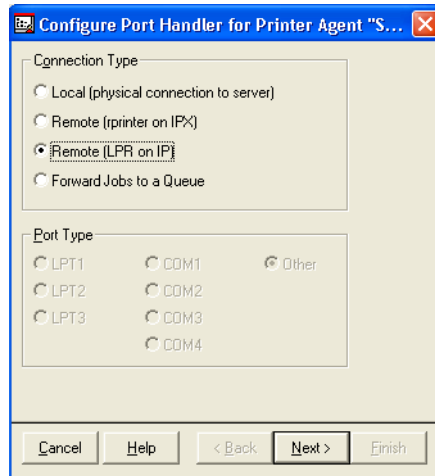 Configure Port Handler for Printer Agent "S...
Connection Type
Local (physical connection to server)
Remote (rprinter on IPX)
Remote (LPR on IP)
Forward Jobs to a Queue
Port Type
LPT1 COM1 Other
LPT2 COM2
LPT3 COM3
COM4
Cancel Help < Back Next > Finish